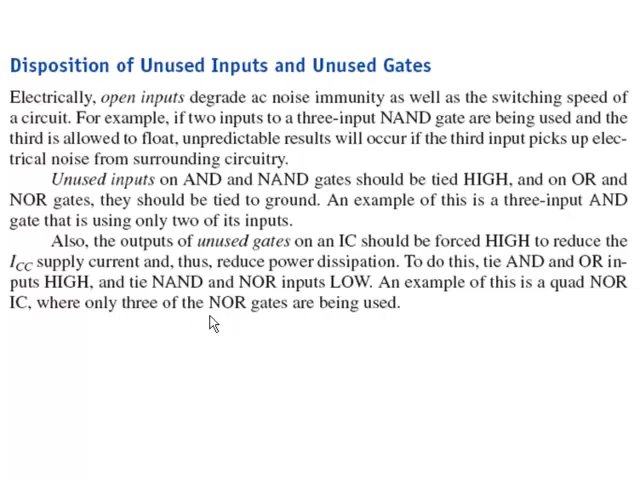 Disposition of Unused Inputs and Unused Gates
Electrically, open inputs degrade ac noise immunity as well as the switching speed of
a circuit. For example, if two inputs to a three-input NAND gate are being used and the
third is allowed to float, unpredictable results will occur if the third input picks up elec-
trical noise from surrounding circuitry.
Unused inputs on AND and NAND gates should be tied HIGH, and on OR and
NOR gates, they should be tied to ground. An example of this is a three-input AND
gate that is using only two of its inputs.
Also, the outputs of unused gates on an IC should be forced HIGH to reduce the
ICC supply current and, thus, reduce power dissipation. To do this, tie AND and OR in-
puts HIGH, and tie NAND and NOR inputs LOW. An example of this is a quad NOR
IC, where only three of the NOR gates are being used.